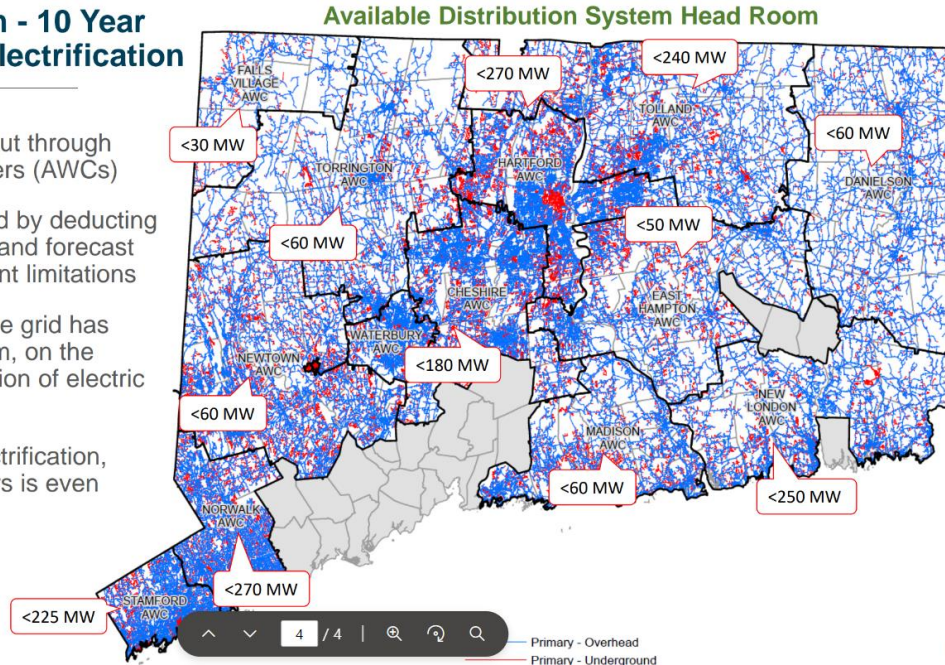 n - 10 Year
lectrification
Available Distribution System Head Room
ut through
ers (AWCs)
d by deducting
and forecast
nt limitations
e grid has
m, on the
ion of electric
ctrification,
rs is even
FALLS
VILLAGE
AWC
<30 MW
TORRINGTON
AWC
<60 MW
<270 MW
HARTFORD
AWC
<240 MW
TOLLAND
AWC
<60 MW
DANIELSON
AWC
<50 MW
EAST
HAMPTON
AWC
CHESHIRE
AWC
<180 MW
WATERBURY
AWC
NEWTOWN
AWC
<60 MW
MADISON
AWC
<60 MW
NEW
LONDON
AWC
<250 MW
NORWALK
AWC
<270 MW
STAMFORD
AWC
<225 MW
4 / 4
Primary - Overhead
Primary - Underground